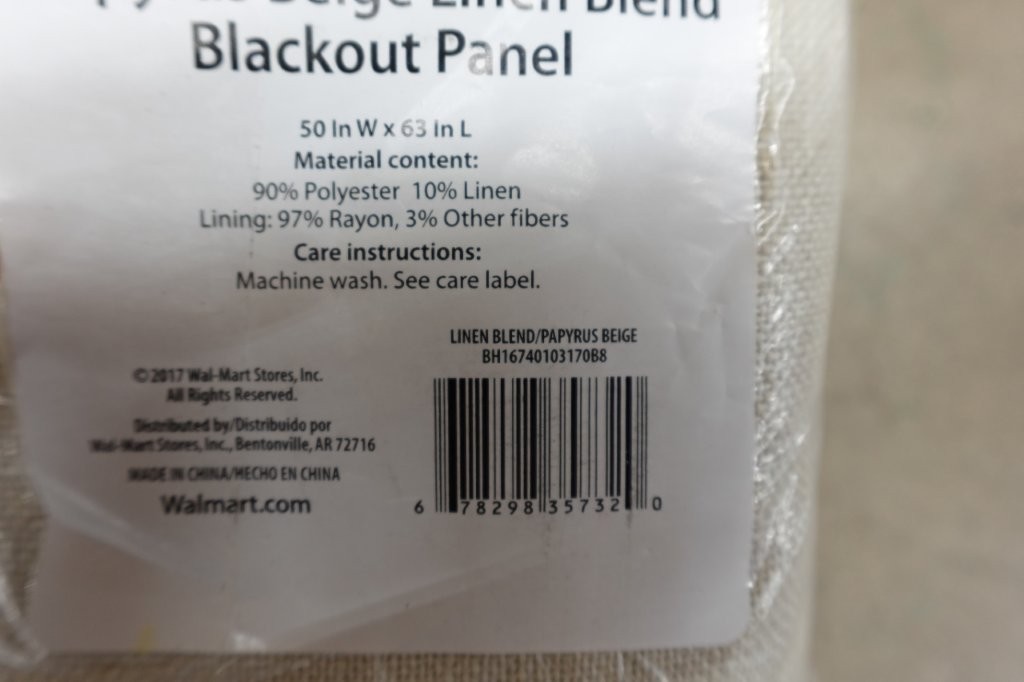 Beige Linen Blend
Blackout Panel
50 In W x 63 In L
Material content:
90% Polyester 10% Linen
Lining: 97% Rayon, 3% Other fibers
Care instructions:
Machine wash. See care label.
LINEN BLEND/PAPYRUS BEIGE
BH16740103170B8
©2017 Wal-Mart Stores, Inc.
All Rights Reserved.
Distributed by/Distribuido por
Wal-Mart Stores, Inc., Bentonville, AR 72716
MADE IN CHINA/HECHO EN CHINA
Walmart.com
6 78298 35732 0